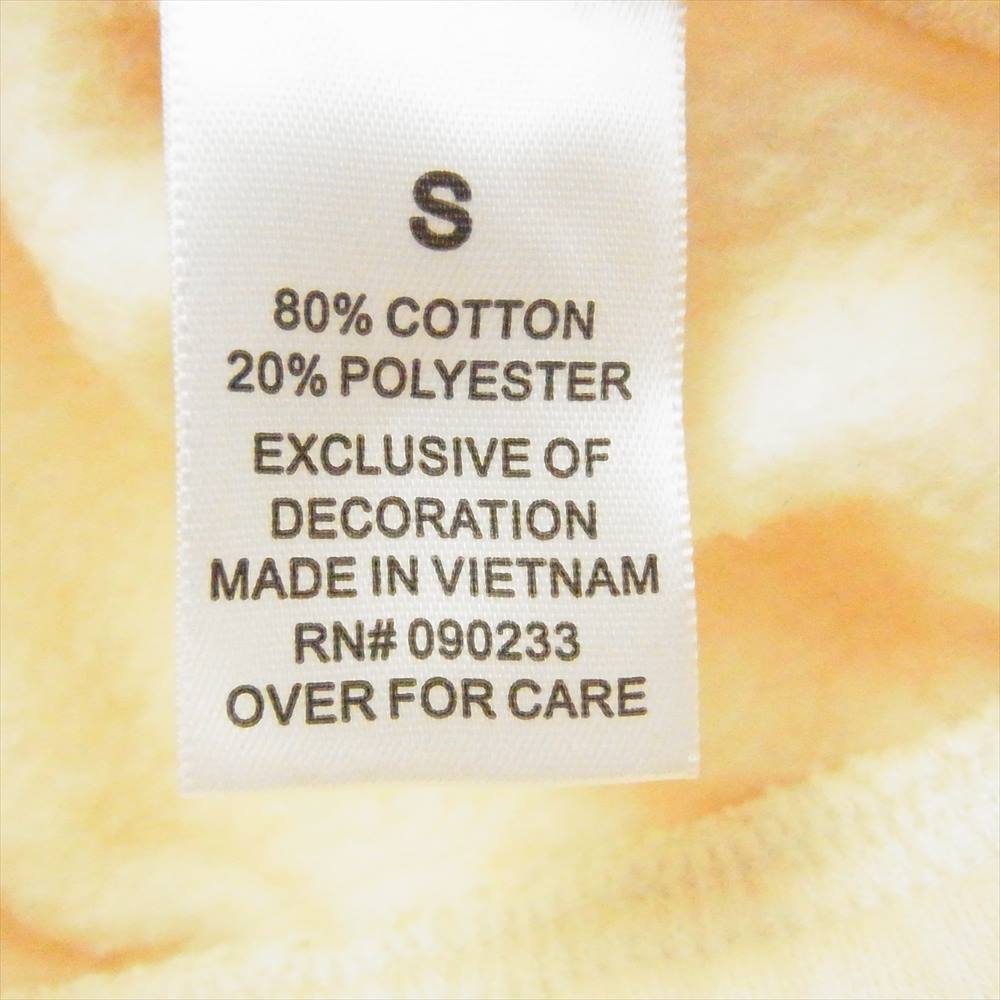 S
80% COTTON
20% POLYESTER
EXCLUSIVE OF
DECORATION
MADE IN VIETNAM
RN# 090233
OVER FOR CARE